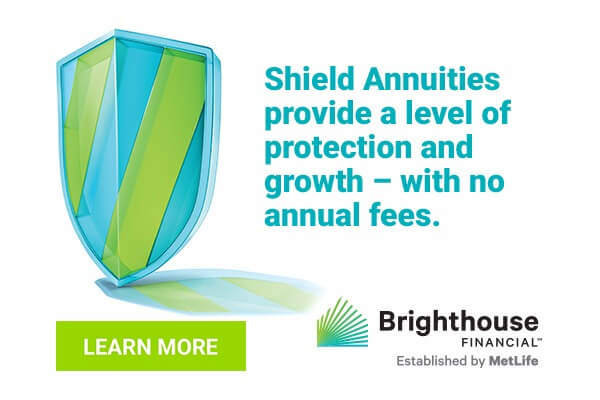 Shield Annuities
provide a level of
protection and
growth – with no
annual fees.
LEARN MORE
Brighthouse
FINANCIAL™
Established by MetLife